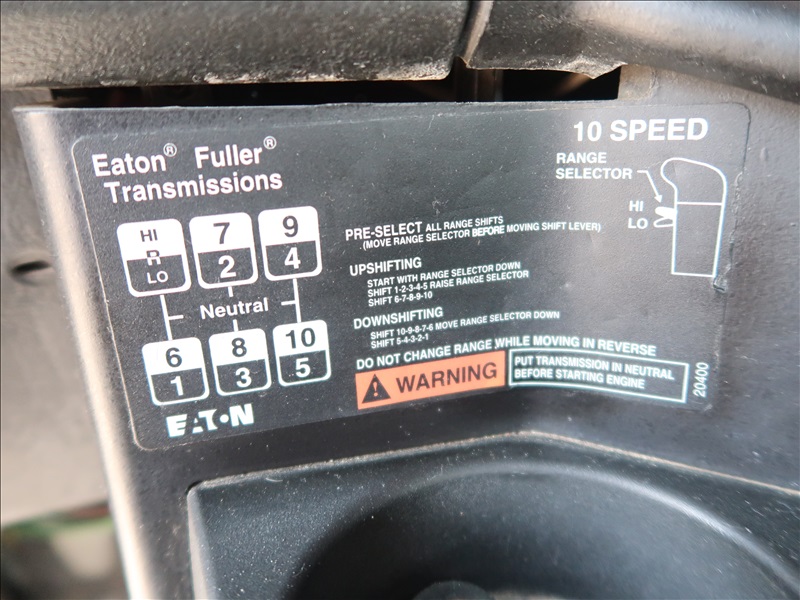 Eaton® Fuller®
Transmissions
10 SPEED
RANGE
SELECTOR
HI
LO
HI
R
LO
7
2
9
4
Neutral
6
1
8
3
10
5
EATON
PRE-SELECT ALL RANGE SHIFTS
(MOVE RANGE SELECTOR BEFORE MOVING SHIFT LEVER)
UPSHIFTING
START WITH RANGE SELECTOR DOWN
SHIFT 1-2-3-4-5 RAISE RANGE SELECTOR
SHIFT 6-7-8-9-10
DOWNSHIFTING
SHIFT 10-9-8-7-6 MOVE RANGE SELECTOR DOWN
SHIFT 5-4-3-2-1
DO NOT CHANGE RANGE WHILE MOVING IN REVERSE
WARNING
PUT TRANSMISSION IN NEUTRAL
BEFORE STARTING ENGINE
20400